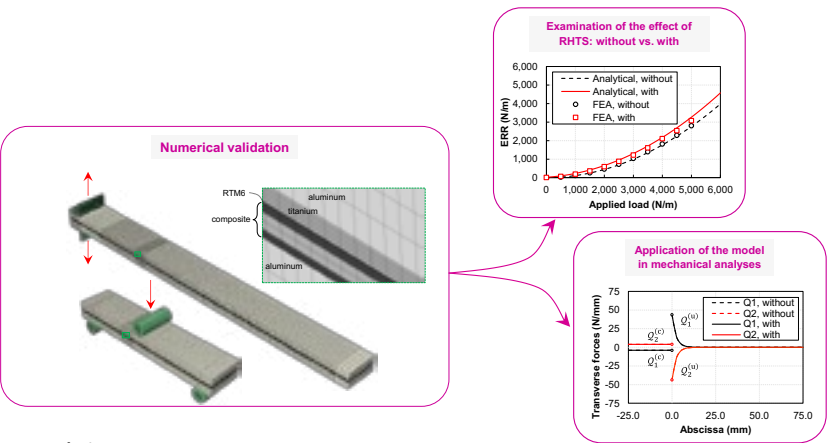 Numerical validation
RTM6
composite
aluminum
titanium
aluminum
Examination of the effect of
RHTS: without vs. with
6,000
5,000
4,000
3,000
2,000
1,000
0
ERR (N/m)
Analytical, without
Analytical, with
FEA, without
FEA, with
0 1,000 2,000 3,000 4,000 5,000 6,000
Applied load (N/m)
Application of the model
in mechanical analyses
75
50
25
0
-25
-50
-75
Transverse forces (N/mm)
Q1, without
Q2, without
Q1, with
Q2, with
Q₁⁽ᵘ⁾
Q₂⁽ᶜ⁾
Q₁⁽ᶜ⁾
Q₂⁽ᵘ⁾
-25.0 0.0 25.0 50.0 75.0
Abscissa (mm)